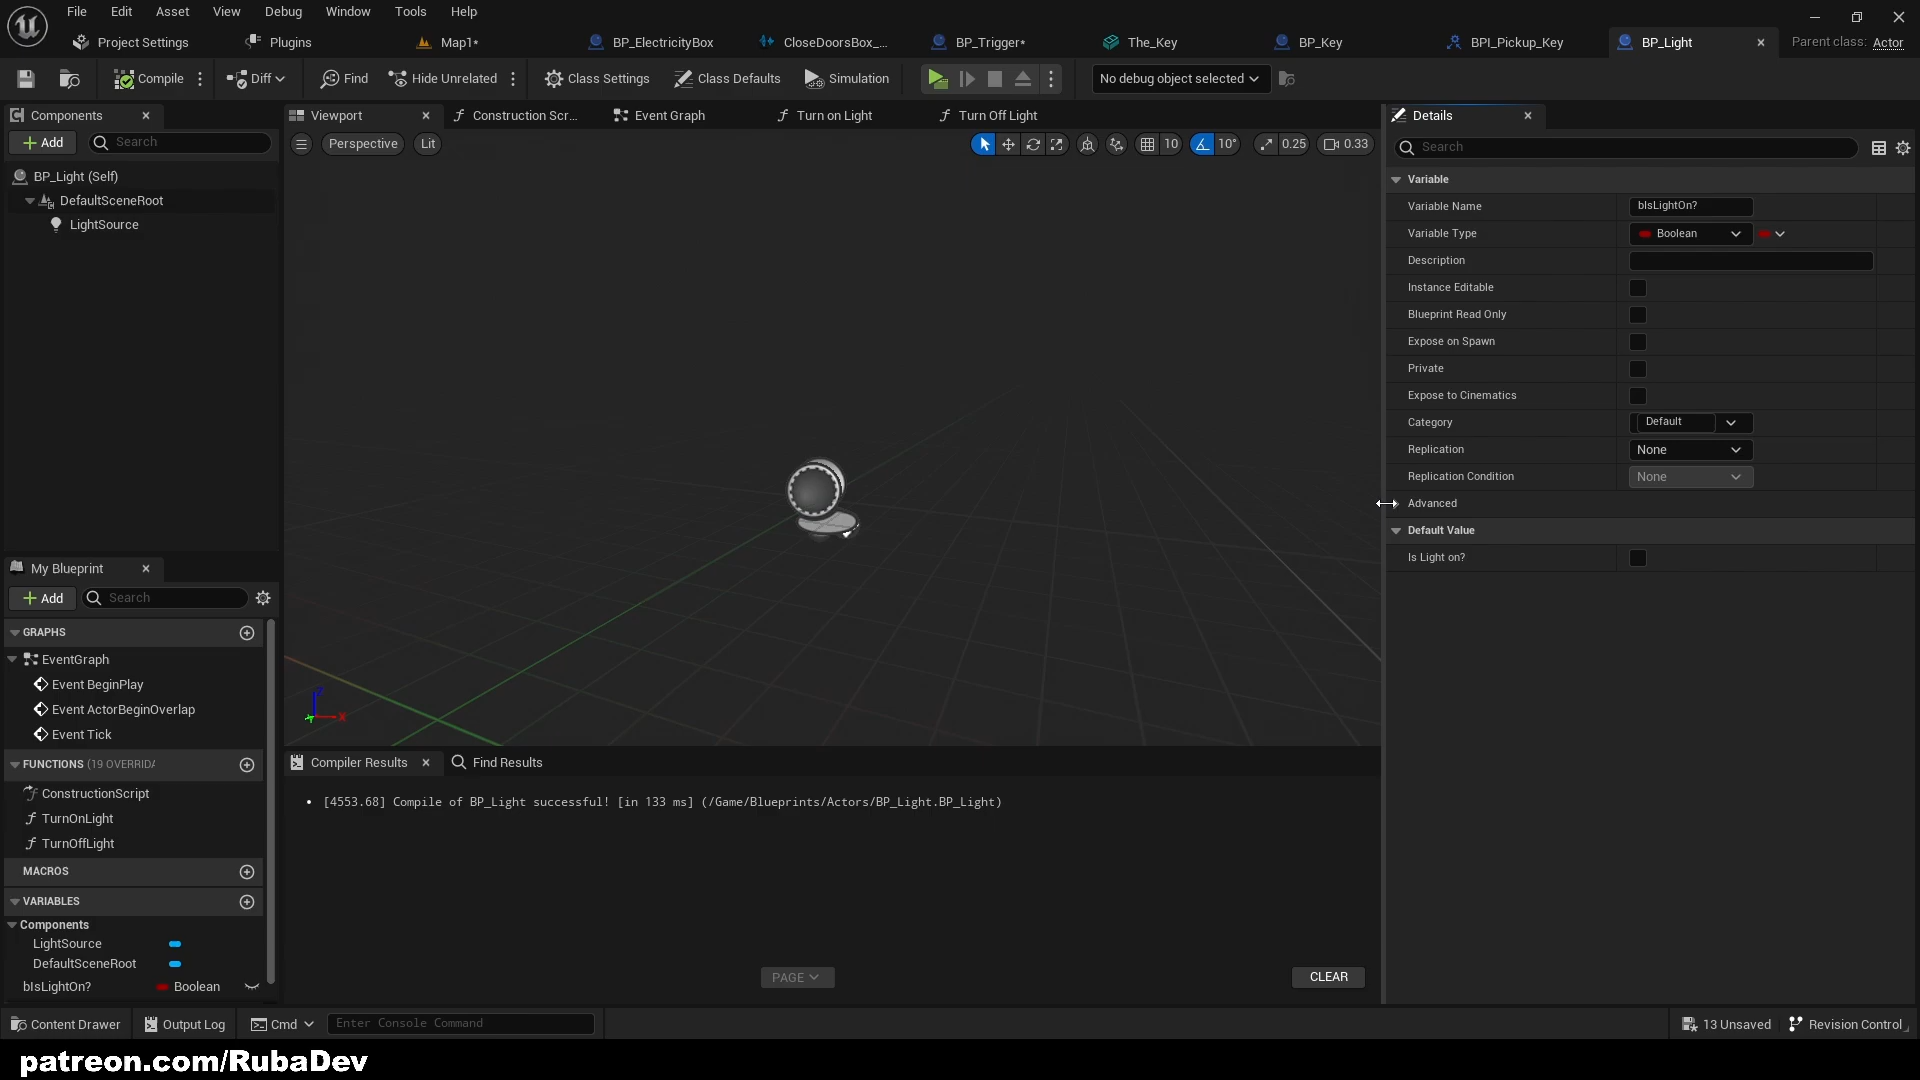 File Edit Asset View Debug Window Tools Help
Project Settings Plugins Map1* BP_ElectricityBox CloseDoorsBox_... BP_Trigger* The_Key BP_Key BPI_Pickup_Key BP_Light Parent class: Actor
Compile Diff Find Hide Unrelated Class Settings Class Defaults Simulation No debug object selected
Components
Add Search
BP_Light (Self)
DefaultSceneRoot
LightSource
Viewport Construction Scr... Event Graph Turn on Light Turn Off Light
Perspective Lit 10 10° 0.25 0.33
Z
X
Details
Search
Variable
Variable Name bIsLightOn?
Variable Type Boolean
Description
Instance Editable
Blueprint Read Only
Expose on Spawn
Private
Expose to Cinematics
Category Default
Replication None
Replication Condition None
Advanced
Default Value
Is Light on?
My Blueprint
Add Search
GRAPHS
EventGraph
Event BeginPlay
Event ActorBeginOverlap
Event Tick
FUNCTIONS (19 OVERRIDA
ConstructionScript
TurnOnLight
TurnOffLight
MACROS
VARIABLES
Components
LightSource
DefaultSceneRoot
bIsLightOn? Boolean
Compiler Results Find Results
[4553.68] Compile of BP_Light successful! [in 133 ms] (/Game/Blueprints/Actors/BP_Light.BP_Light)
PAGE CLEAR
Content Drawer Output Log Cmd Enter Console Command 13 Unsaved Revision Control
patreon.com/RubaDev